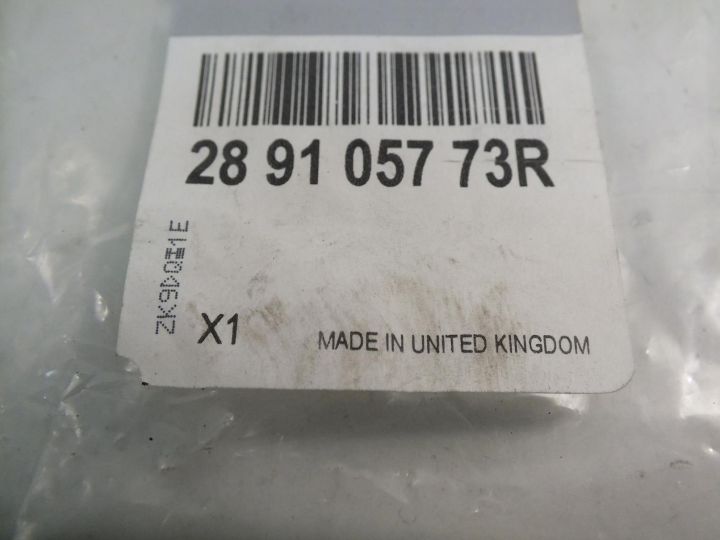 28 91 057 73R
X1
MADE IN UNITED KINGDOM